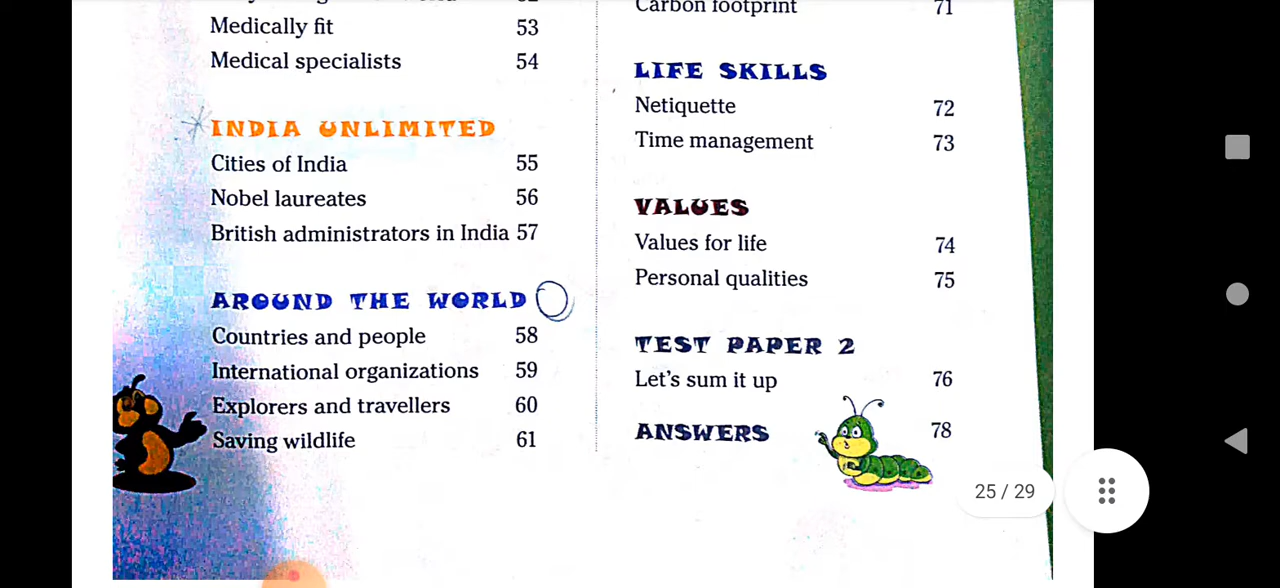 Medically fit 53
Medical specialists 54
INDIA UNLIMITED
Cities of India 55
Nobel laureates 56
British administrators in India 57
AROUND THE WORLD
Countries and people 58
International organizations 59
Explorers and travellers 60
Saving wildlife 61
Carbon footprint 71
LIFE SKILLS
Netiquette 72
Time management 73
VALUES
Values for life 74
Personal qualities 75
TEST PAPER 2
Let's sum it up 76
ANSWERS 78
25 / 29